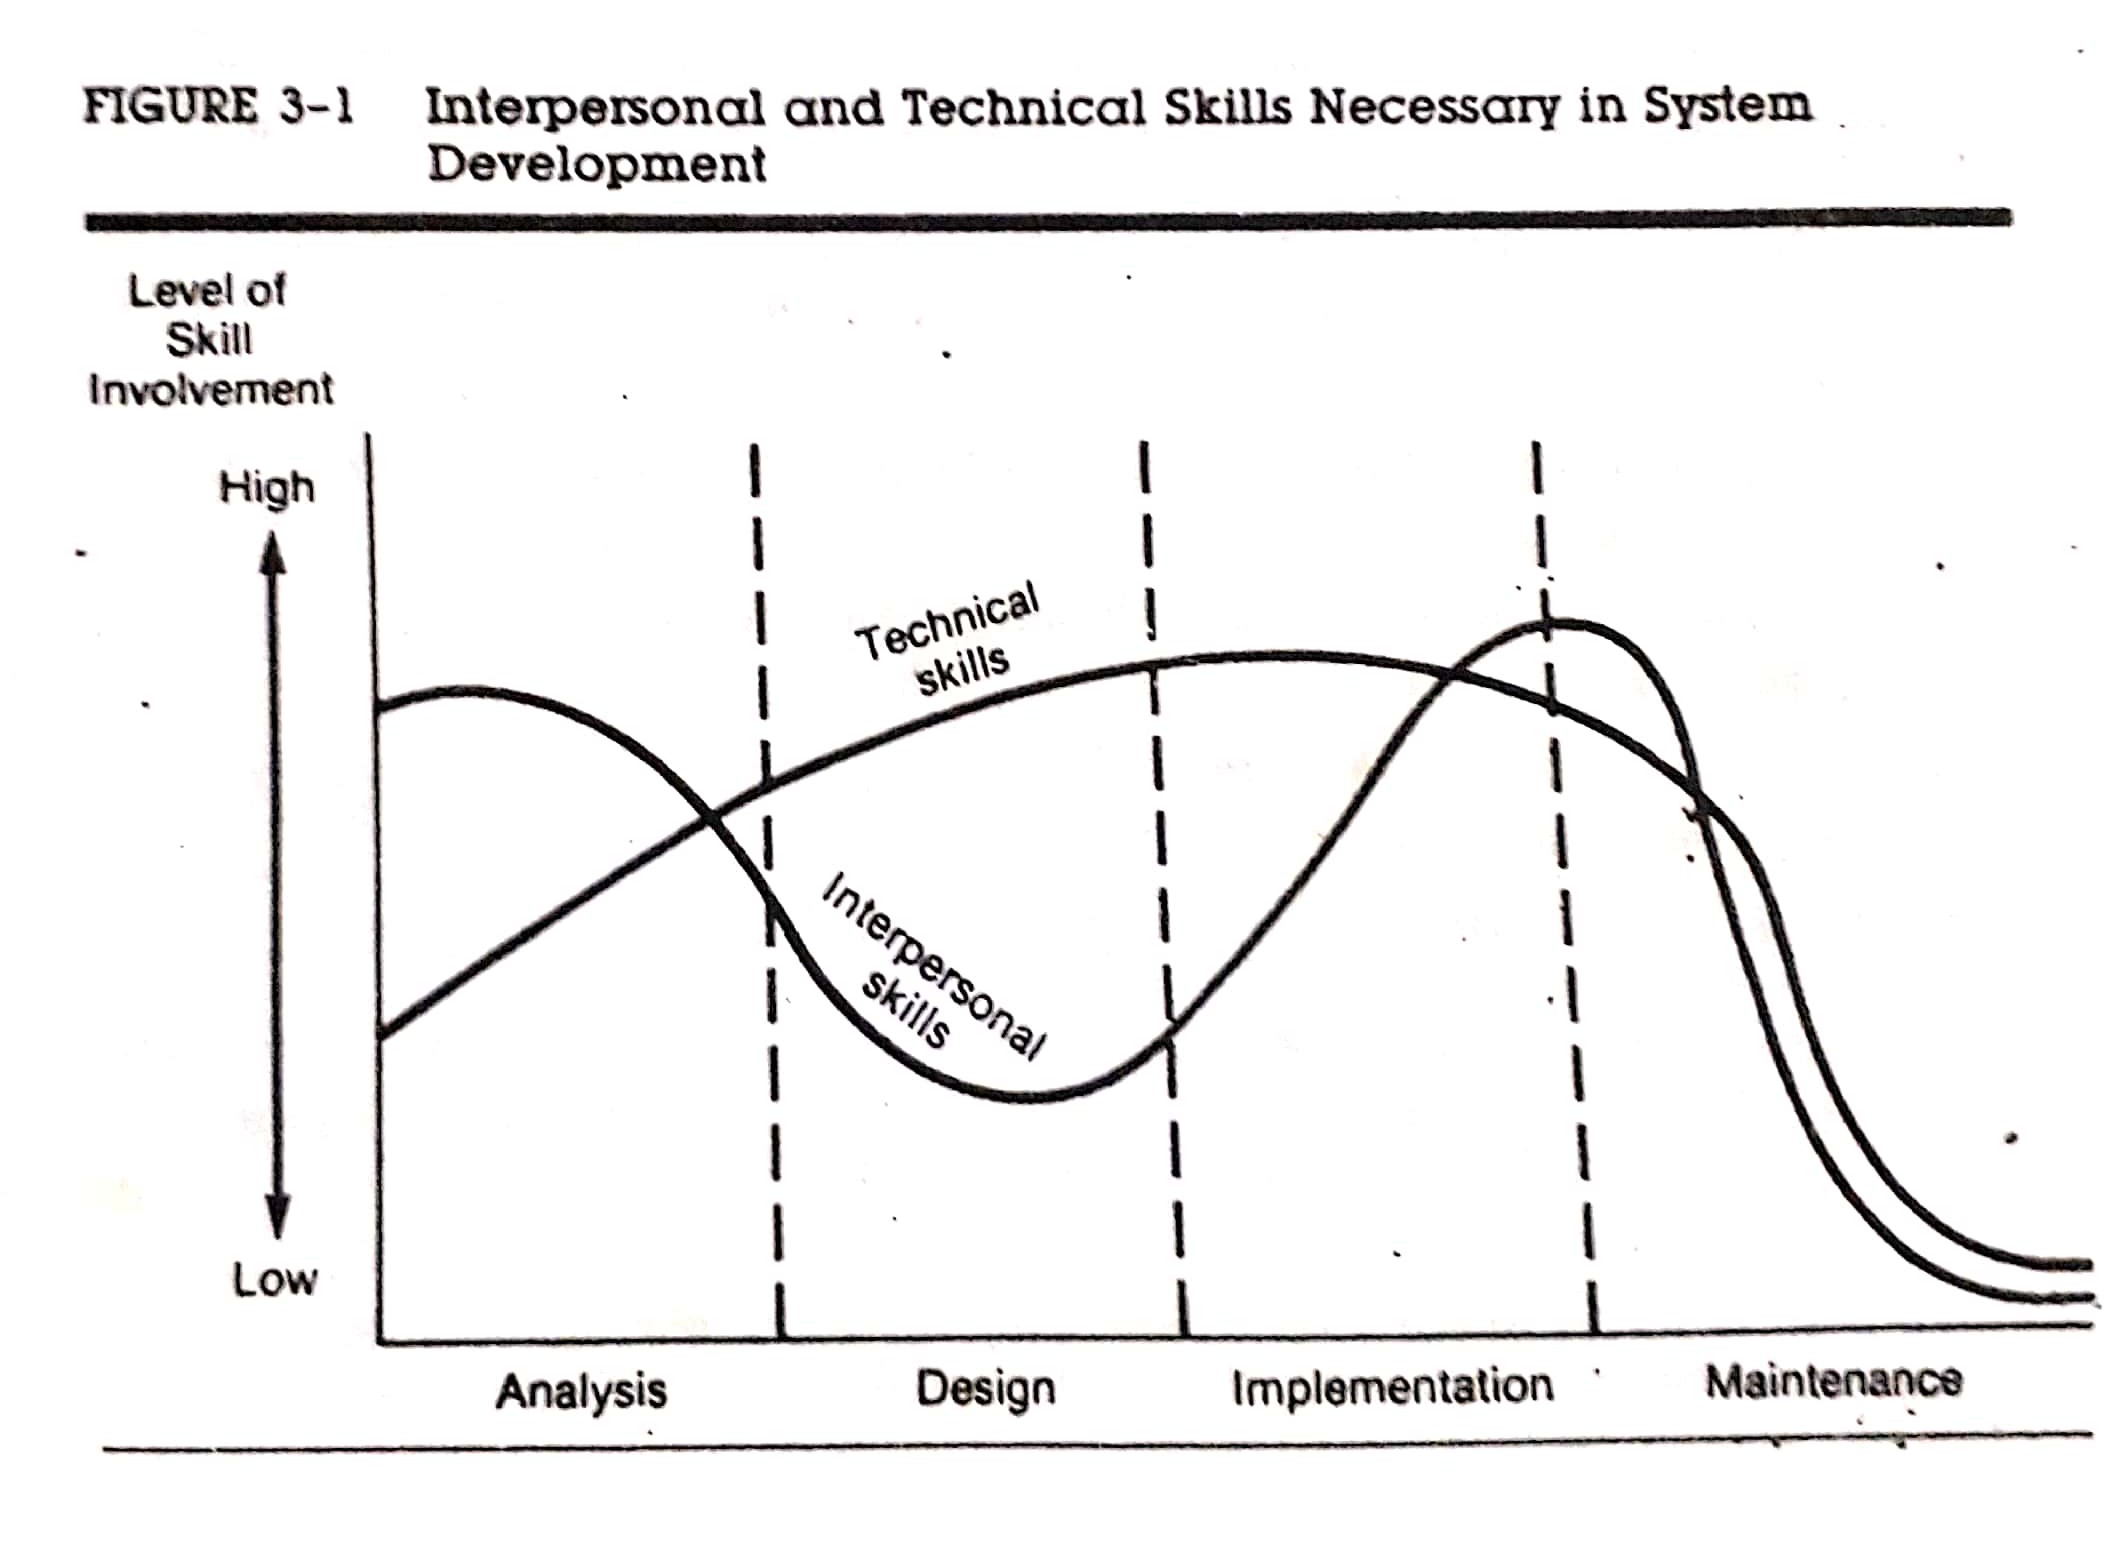 FIGURE 3-1 Interpersonal and Technical Skills Necessary in System
Development
Level of
Skill
Involvement
High
Technical
skills
Interpersonal
skills
Low
Analysis Design Implementation Maintenance